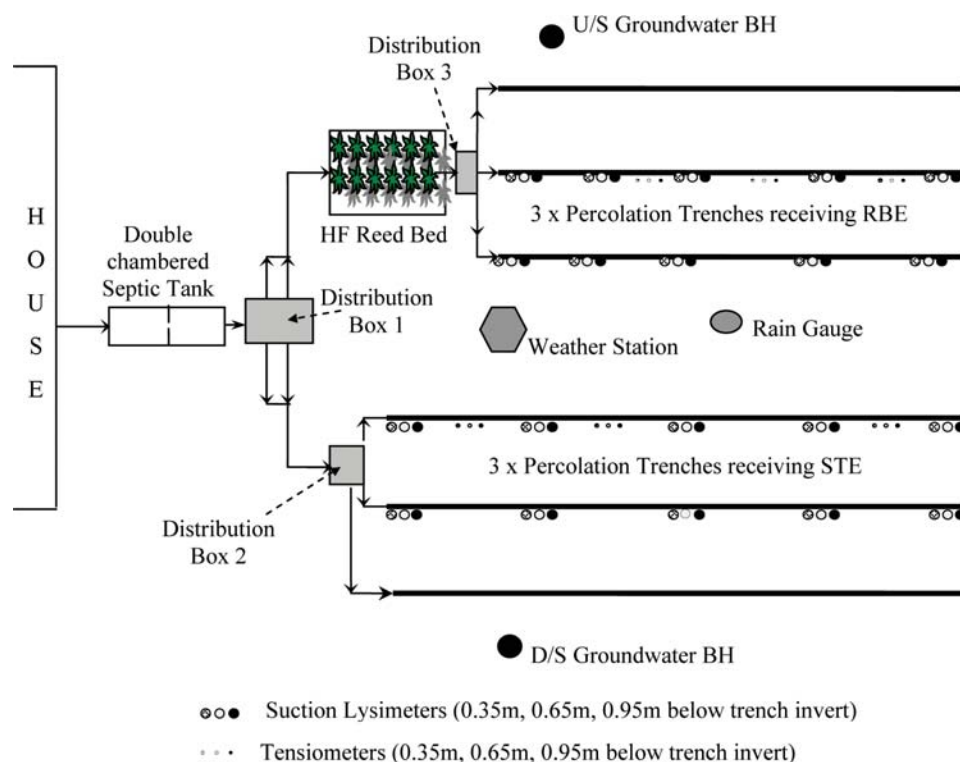 U/S Groundwater BH
Distribution
Box 3
H
O
U
S
E
Double
chambered
Septic Tank
HF Reed Bed
3 x Percolation Trenches receiving RBE
Distribution
Box 1
Weather Station
Rain Gauge
3 x Percolation Trenches receiving STE
Distribution
Box 2
D/S Groundwater BH
Suction Lysimeters (0.35m, 0.65m, 0.95m below trench invert)
Tensiometers (0.35m, 0.65m, 0.95m below trench invert)